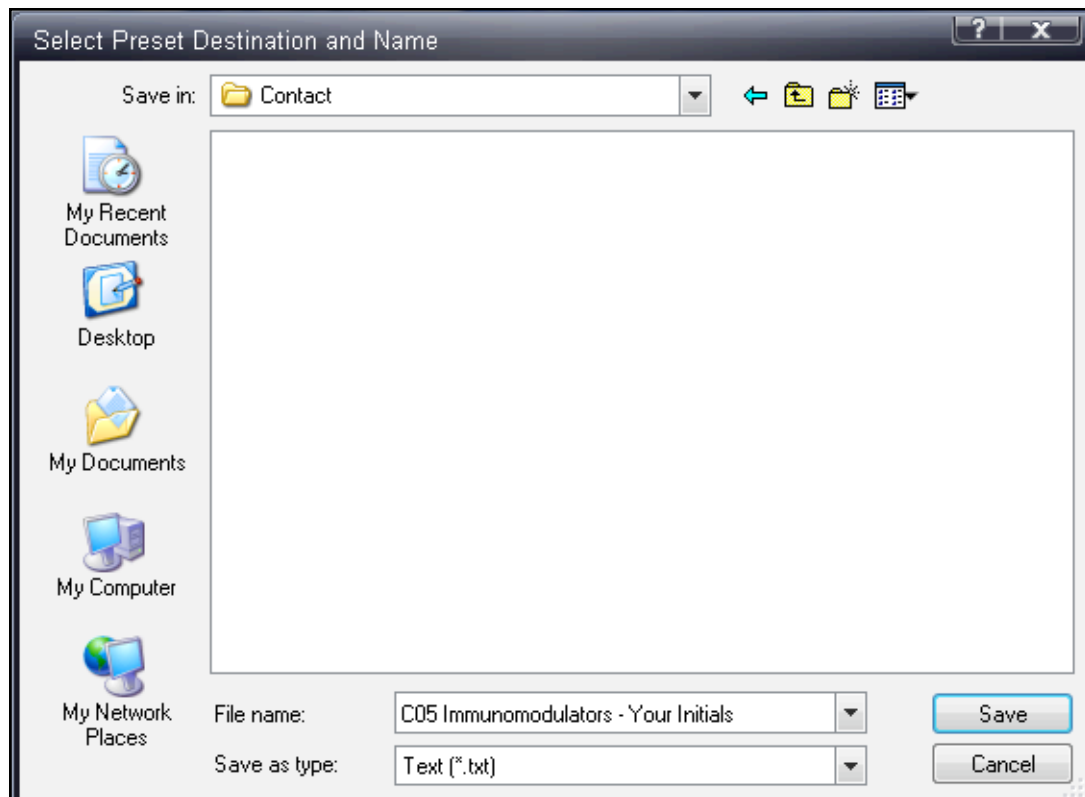 Select Preset Destination and Name
? x
Save in: Contact
My Recent
Documents
Desktop
My Documents
My Computer
My Network
Places
File name: C05 Immunomodulators - Your Initials Save
Save as type: Text (*.txt) Cancel